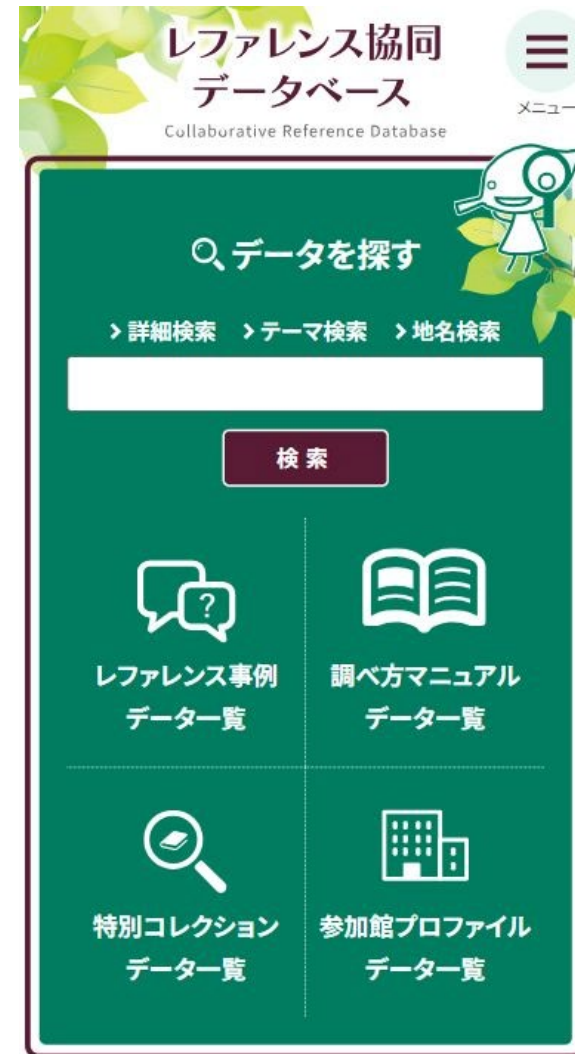 レファレンス協同
データベース
Collaborative Reference Database
メニュー
データを探す
詳細検索 テーマ検索 地名検索
検索
?
レファレンス事例
データ一覧
調べ方マニュアル
データ一覧
特別コレクション
データ一覧
参加館プロファイル
データ一覧